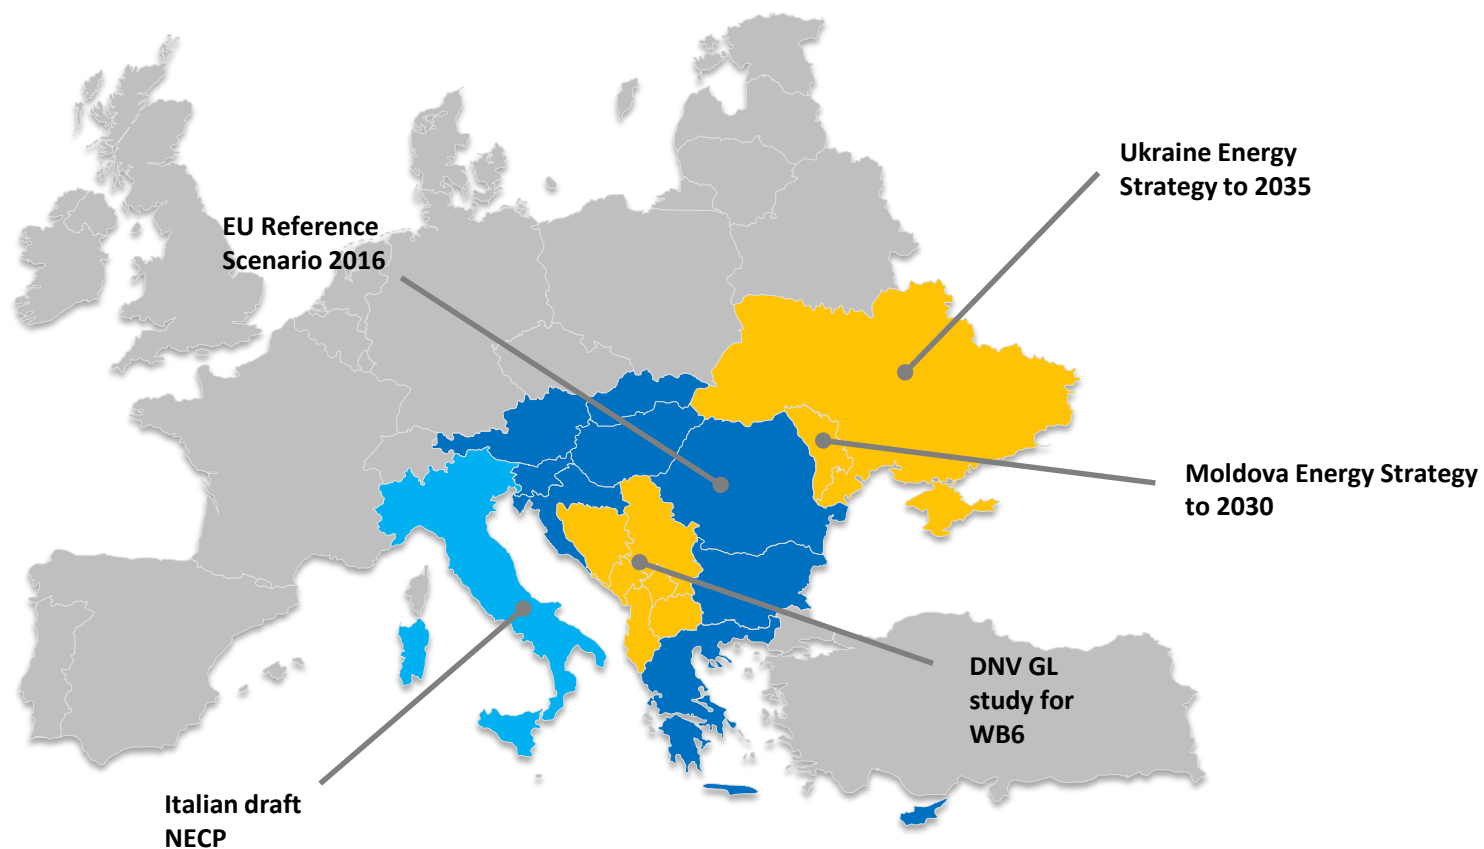 Ukraine Energy
Strategy to 2035
EU Reference
Scenario 2016
Moldova Energy Strategy
to 2030
DNV GL
study for
WB6
Italian draft
NECP